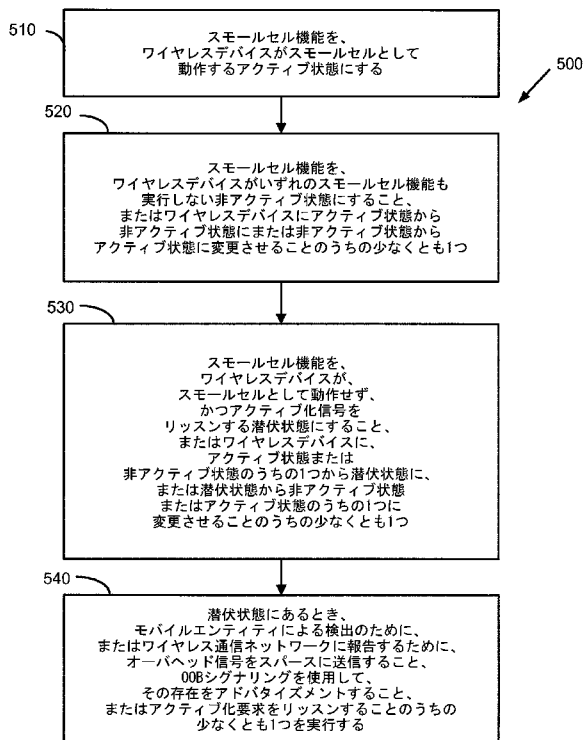 510
スモールセル機能を、
ワイヤレスデバイスがスモールセルとして
動作するアクティブ状態にする
500
520
スモールセル機能を、
ワイヤレスデバイスがいずれのスモールセル機能も
実行しない非アクティブ状態にすること、
またはワイヤレスデバイスにアクティブ状態から
非アクティブ状態にまたは非アクティブ状態から
アクティブ状態に変更させることのうちの少なくとも1つ
530
スモールセル機能を、
ワイヤレスデバイスが、
スモールセルとして動作せず、
かつアクティブ化信号を
リッスンする潜伏状態にすること、
またはワイヤレスデバイスに、
アクティブ状態または
非アクティブ状態のうちの1つから潜伏状態に、
または潜伏状態から非アクティブ状態
またはアクティブ状態のうちの1つに
変更させることのうちの少なくとも1つ
540
潜伏状態にあるとき、
モバイルエンティティによる検出のために、
またはワイヤレス通信ネットワークに報告するために、
オーバヘッド信号をスパースに送信すること、
OOBシグナリングを使用して、
その存在をアドバタイズメントすること、
またはアクティブ化要求をリッスンすることのうちの
少なくとも1つを実行する